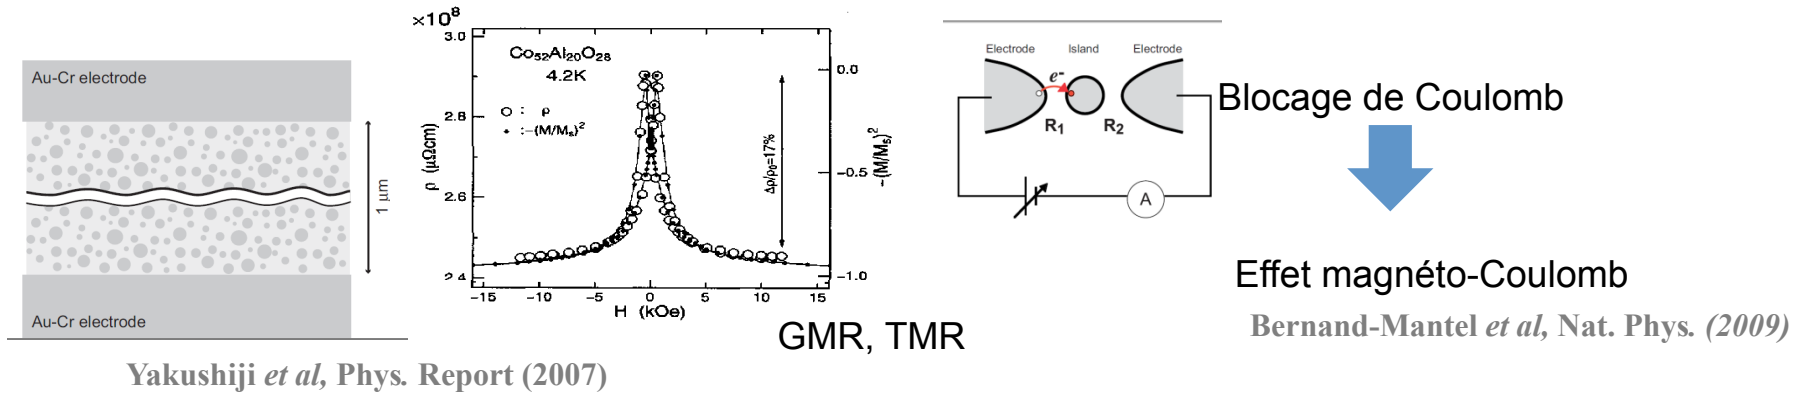 Au-Cr electrode
1 μm
Au-Cr electrode
Yakushiji et al, Phys. Report (2007)
×10⁸
3.0
2.8
2.6
2.4
ρ (μΩcm)
Co₅₂Al₂₀O₂₈
4.2K
○ : ρ
• :-(M/Mₛ)²
Δρ/ρ₀=17%
0.0
-0.5
-1.0
-(M/Mₛ)²
-15 -10 -5 0 5 10 15
H (kOe)
GMR, TMR
Electrode Island Electrode
e-
R₁ R₂
A
Blocage de Coulomb
Effet magnéto-Coulomb
Bernand-Mantel et al, Nat. Phys. (2009)